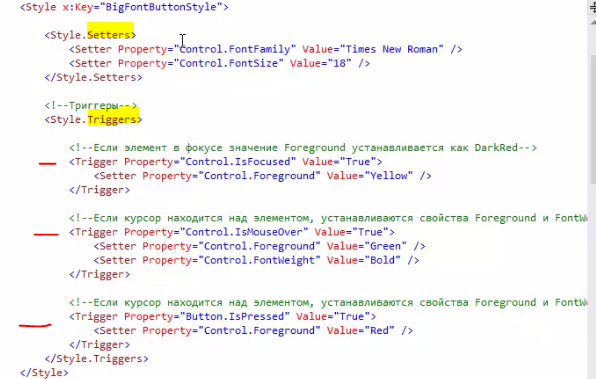 <Style x:Key="BigFontButtonStyle">
<Style.Setters>
<Setter Property="Control.FontFamily" Value="Times New Roman" />
<Setter Property="Control.FontSize" Value="18" />
</Style.Setters>
<!--Триггеры-->
<Style.Triggers>
<!--Если элемент в фокусе значение Foreground устанавливается как DarkRed-->
<Trigger Property="Control.IsFocused" Value="True">
<Setter Property="Control.Foreground" Value="Yellow" />
</Trigger>
<!--Если курсор находится над элементом, устанавливаются свойства Foreground и FontW
<Trigger Property="Control.IsMouseOver" Value="True">
<Setter Property="Control.Foreground" Value="Green" />
<Setter Property="Control.FontWeight" Value="Bold" />
</Trigger>
<!--Если курсор находится над элементом, устанавливаются свойства Foreground и FontW
<Trigger Property="Button.IsPressed" Value="True">
<Setter Property="Control.Foreground" Value="Red" />
</Trigger>
</Style.Triggers>
</Style>